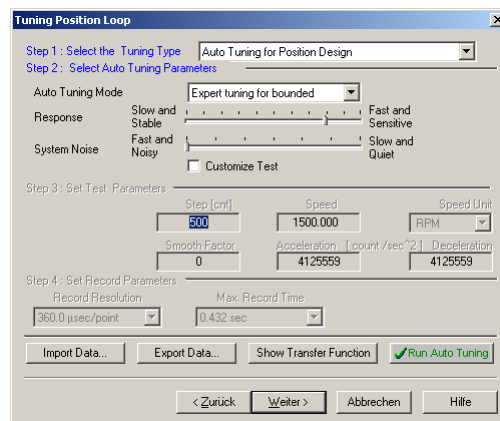 Tuning Position Loop
Step 1 : Select the Tuning Type Auto Tuning for Position Design
Step 2 : Select Auto Tuning Parameters
Auto Tuning Mode Expert tuning for bounded
Response Slow and Stable Fast and Sensitive
System Noise Fast and Noisy Slow and Quiet
Customize Test
Step 3 : Set Test Parameters
Step [cnt] Speed Speed Unit
500 1500.000 RPM
Smooth Factor Acceleration [ count /sec^2 ] Deceleration
0 4125559 4125559
Step 4 : Set Record Parameters
Record Resolution Max. Record Time
360.0 µsec/point 0.432 sec
Import Data... Export Data... Show Transfer Function Run Auto Tuning
< Zurück Weiter > Abbrechen Hilfe